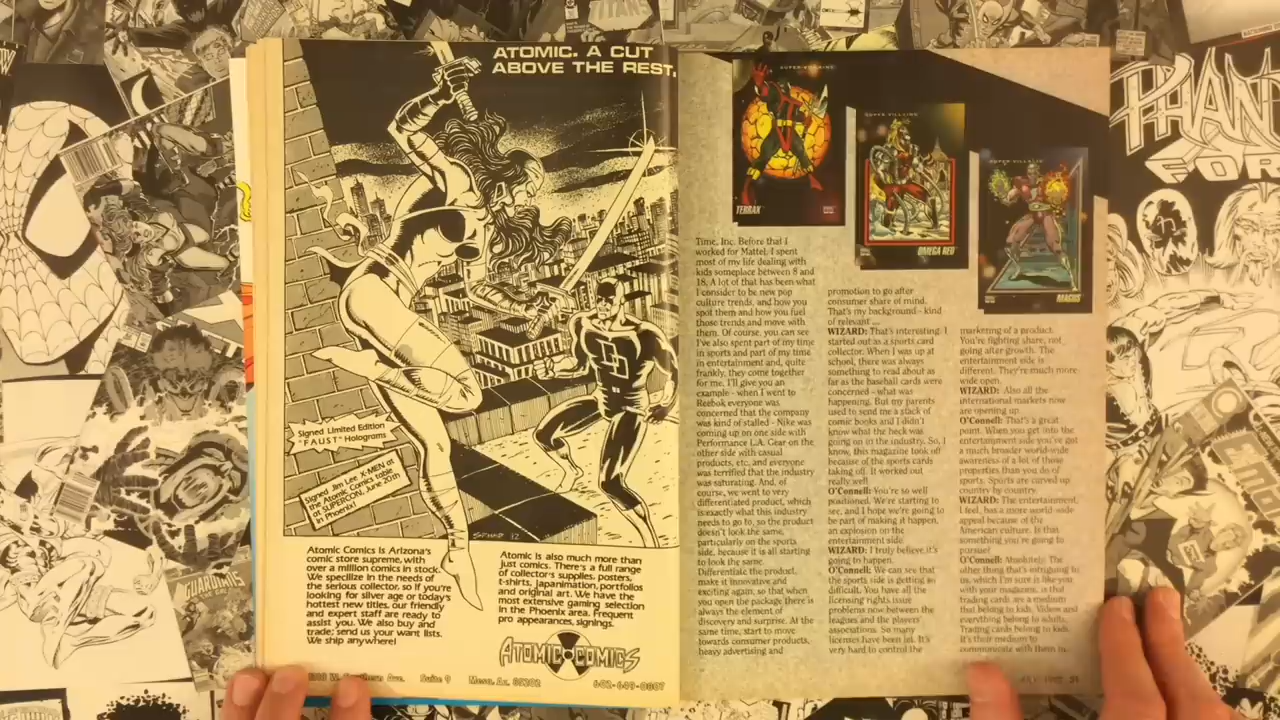 ATOMIC. A CUT
ABOVE THE REST.
Signed Limited Edition
"FAUST" Holograms
Signed Jim Lee X-MEN at
the Atomic Comics table
at SUPERCON, June 20th
in Phoenix!
Atomic Comics is Arizona's
comic store supreme, with
over a million comics in stock.
We specilize in the needs of
the serious collector, so if you're
looking for silver age or today's
hottest new titles, our friendly
and expert staff are ready to
assist you. We also buy and
trade; send us your want lists.
We ship anywhere!
Atomic is also much more than
just comics. There's a full range
of collector's supplies, posters,
t-shirts, Japanimation, portfolios
and original art. We have the
most extensive gaming selection
in the Phoenix area. Frequent
pro appearances, signings.
ATOMIC COMICS
Southern Ave. Suite 9 Mesa, Az. 85202 602-649-0807
SUPER VILLAINS
TERRAX
SUPER VILLAINS
OMEGA RED
SUPER VILLAINS
MAGUS
Time, Inc. Before that I
worked for Mattel. I spent
most of my life dealing with
kids someplace between 8 and
18. A lot of that has been what
I consider to be new pop
culture trends, and how you
spot them and how you fuel
those trends and move with
them. Of course, you can see
I've also spent part of my time
in sports and part of my time
in entertainment and, quite
frankly, they come together
for me. I'll give you an
example - when I went to
Reebok everyone was
concerned that the company
was kind of stalled - Nike was
coming up on one side with
Performance L.A. Gear on the
other side with casual
products, etc, and everyone
was terrified that the industry
was saturating. And, of
course, we went to very
differentiated product, which
is exactly what this industry
needs to go to, so the product
doesn't look the same,
particularly on the sports
side, because it is all starting
to look the same.
Differentiate the product,
make it innovative and
exciting again, so that when
you open the package there is
always the element of
discovery and surprise. At the
same time, start to move
towards consumer products,
heavy advertising and
promotion to go after
consumer share of mind.
That's my background - kind
of relevant ...
WIZARD: That's interesting. I
started out as a sports card
collector. When I was up at
school, there was always
something to read about as
far as the baseball cards were
concerned - what was
happening. But my parents
used to send me a stack of
comic books and I didn't
know what the heck was
going on in the industry. So, I
know, this magazine took off
because of the sports cards
taking off. It worked out
really well.
O'Connell: You're so well
positioned. We're starting to
see, and I hope we're going to
be part of making it happen,
an explosion on the
entertainment side.
WIZARD: I truly believe it's
going to happen.
O'Connell: We can see that
the sports side is getting so
difficult. You have all the
licensing rights issue
problems now between the
leagues and the players'
associations. So many
licenses have been let. It's
very hard to control the
marketing of a product.
You're fighting share, not
going after growth. The
entertainment side is
different. They're much more
wide open.
WIZARD: Also all the
international markets now
are opening up.
O'Connell: That's a great
point. When you get into the
entertainment side you've got
a much broader world-wide
awareness of a lot of those
properties than you do of
sports. Sports are carved up
country by country.
WIZARD: The entertainment,
I feel, has a more world-wide
appeal because of the
American culture. Is that
something you're going to
pursue?
O'Connell: Absolutely. The
other thing that's intriguing to
us, which I'm sure is like you
with your magazine, is that
trading cards are a medium
that belong to kids. Videos and
everything belong to adults.
Trading cards belong to kids.
It's their medium to
communicate with them in.
PHAN
FOR
GUARDIANS
TITANS